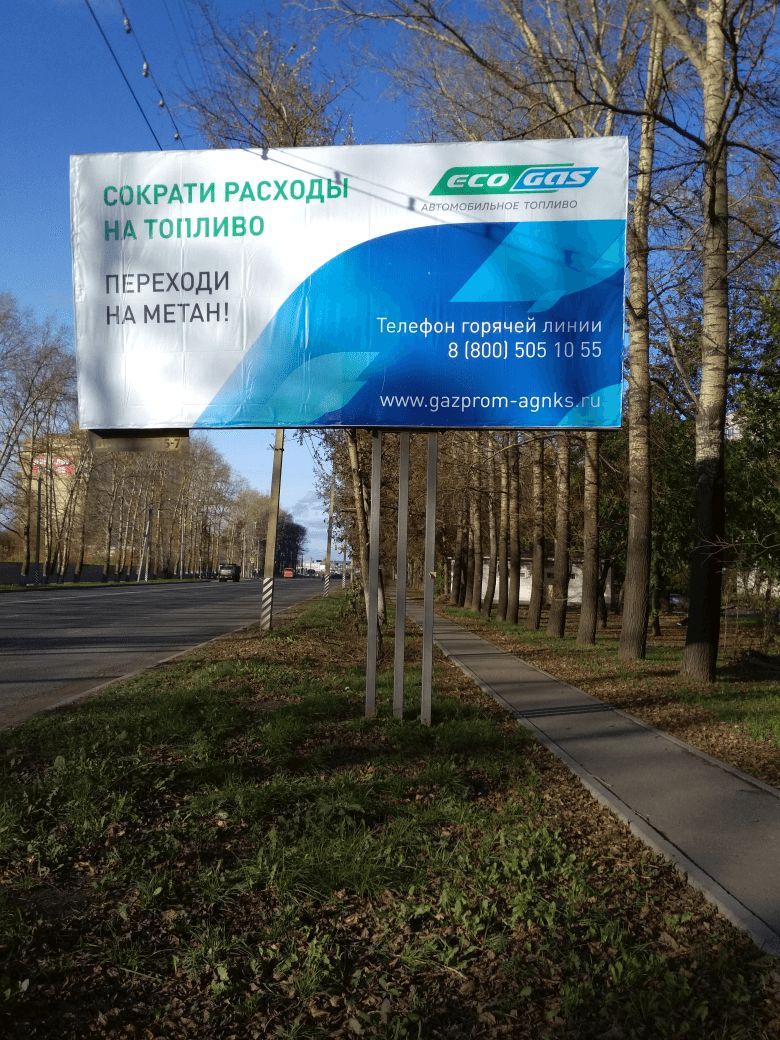 СОКРАТИ РАСХОДЫ
НА ТОПЛИВО
ПЕРЕХОДИ
НА МЕТАН!
ECO GAS
АВТОМОБИЛЬНОЕ ТОПЛИВО
Телефон горячей линии
8 (800) 505 10 55
www.gazprom-agnks.ru